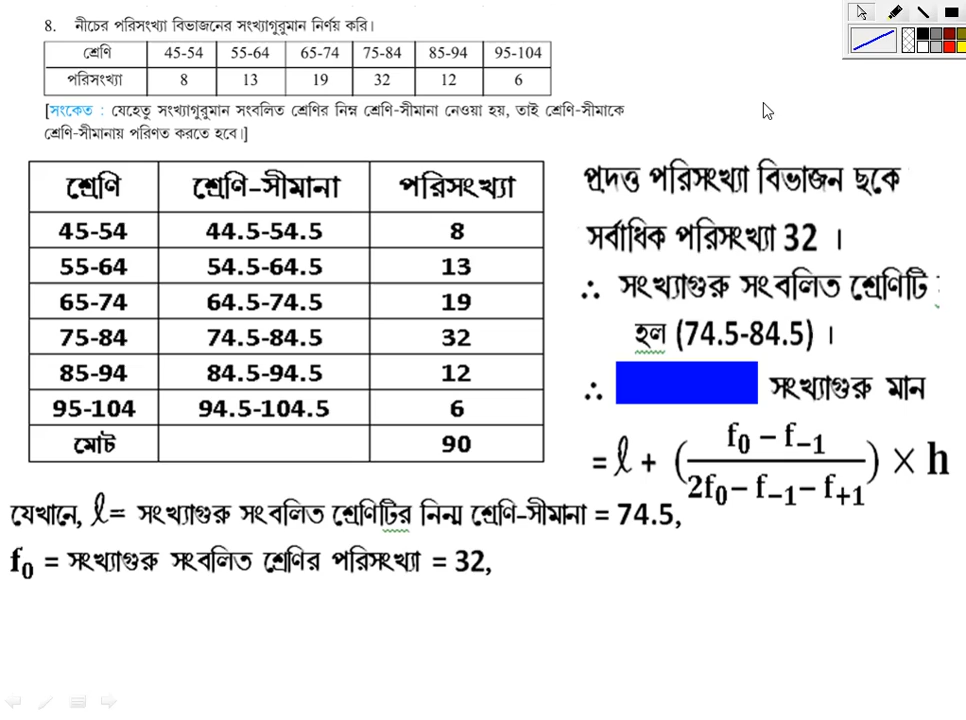 8. নীচের পরিসংখ্যা বিভাজনের সংখ্যাগুরুমান নির্ণয় করি।
শ্রেণি 45-54 55-64 65-74 75-84 85-94 95-104
পরিসংখ্যা 8 13 19 32 12 6
[সংকেত : যেহেতু সংখ্যাগুরুমান সংবলিত শ্রেণির নিম্ন শ্রেণি-সীমানা নেওয়া হয়, তাই শ্রেণি-সীমাকে
শ্রেণি-সীমানায় পরিণত করতে হবে।]
শ্রেণি শ্রেণি-সীমানা পরিসংখ্যা
45-54 44.5-54.5 8
55-64 54.5-64.5 13
65-74 64.5-74.5 19
75-84 74.5-84.5 32
85-94 84.5-94.5 12
95-104 94.5-104.5 6
মোট 90
প্রদত্ত পরিসংখ্যা বিভাজন ছকে
সর্বাধিক পরিসংখ্যা 32 ।
∴ সংখ্যাগুরু সংবলিত শ্রেণিটি
হল (74.5-84.5) ।
∴ সংখ্যাগুরু মান
= ℓ + (f₀ – f₋₁ / 2f₀ – f₋₁ – f₊₁) × h
যেখানে, ℓ = সংখ্যাগুরু সংবলিত শ্রেণিটির নিন্ম শ্রেণি-সীমানা = 74.5,
f₀ = সংখ্যাগুরু সংবলিত শ্রেণির পরিসংখ্যা = 32,